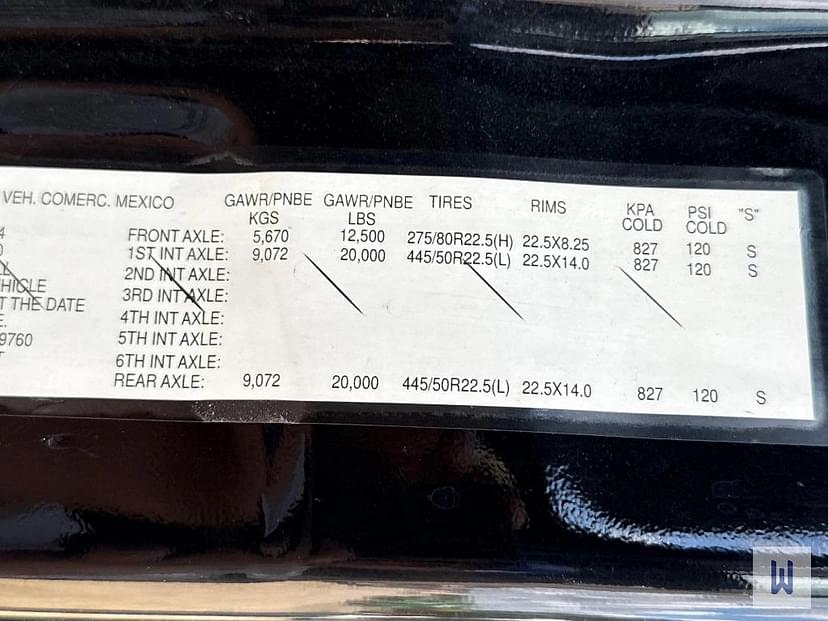 VEH. COMERC. MEXICO GAWR/PNBE KGS GAWR/PNBE LBS TIRES RIMS KPA COLD PSI COLD "S"
4 FRONT AXLE: 5,670 12,500 275/80R22.5(H) 22.5X8.25 827 120 S
1ST INT AXLE: 9,072 20,000 445/50R22.5(L) 22.5X14.0 827 120 S
2ND INT AXLE:
3RD INT AXLE:
T THE DATE 4TH INT AXLE:
9760 5TH INT AXLE:
6TH INT AXLE:
REAR AXLE: 9,072 20,000 445/50R22.5(L) 22.5X14.0 827 120 S
W